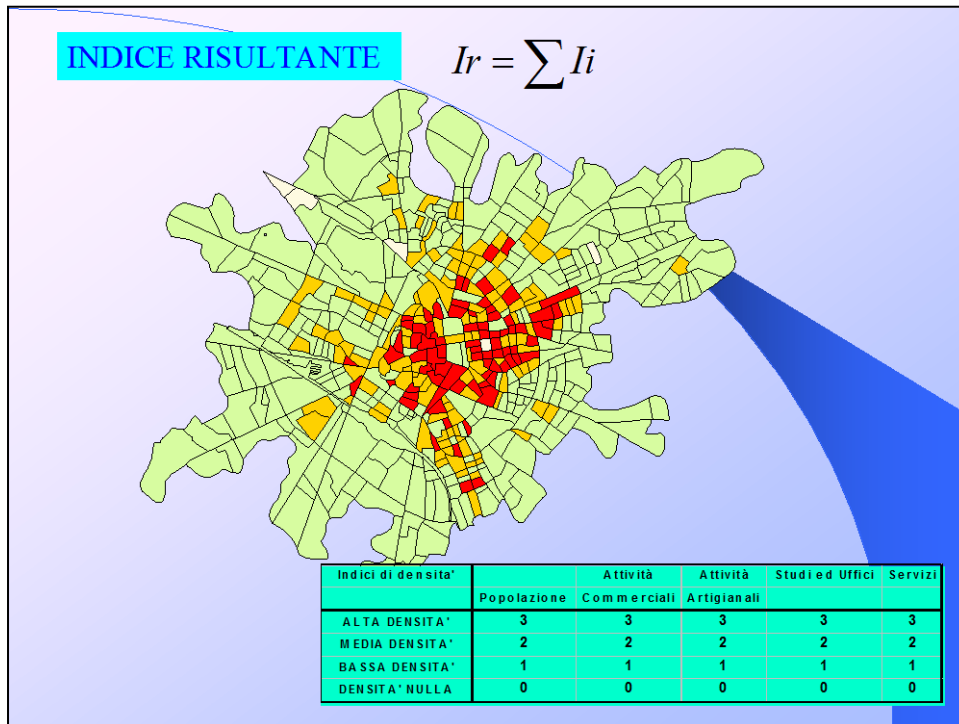 INDICE RISULTANTE
Ir = ∑ Ii
Indici di densita' Attività Attività Studi ed Uffici Servizi
Popolazione Commerciali Artigianali
ALTA DENSITA' 3 3 3 3 3
MEDIA DENSITA' 2 2 2 2 2
BASSA DENSITA' 1 1 1 1 1
DENSITA' NULLA 0 0 0 0 0